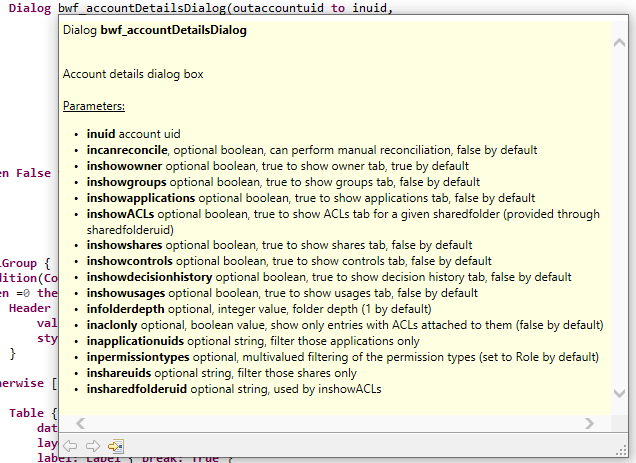 Dialog bwf_accountDetailsDialog(outaccountuid to inuid,
Dialog bwf_accountDetailsDialog
Account details dialog box
Parameters:
• inuid account uid
• incanreconcile, optional boolean, can perform manual reconciliation, false by default
• inshowowner optional boolean, true to show owner tab, true by default
en False
• inshowgroups optional boolean, true to show groups tab, false by default
• inshowapplications optional boolean, true to show applications tab, false by default
• inshowACLs optional boolean, true to show ACLs tab for a given sharedfolder (provided through
sharedfolderuid)
• inshowshares optional boolean, true to show shares tab, false by default
• inshowcontrols optional boolean, true to show controls tab, false by default
lGroup {
• inshowdecisionhistory optional boolean, true to show decision history tab, false by default
dition(Co
• inshowusages optional boolean, true to show usages tab, false by default
en =0 the
• infolderdepth optional, integer value, folder depth (1 by default)
Header
• inaclonly optional, boolean value, show only entries with ACLs attached to them (false by default)
val
• inapplicationuids optional string, filter those applications only
sty
• inpermissiontypes optional, multivalued filtering of the permission types (set to Role by default)
}
• inshareuids optional string, filter those shares only
herwise [
• insharedfolderuid optional string, used by inshowACLs
Table {
dat
lay
label: Label { break: True }